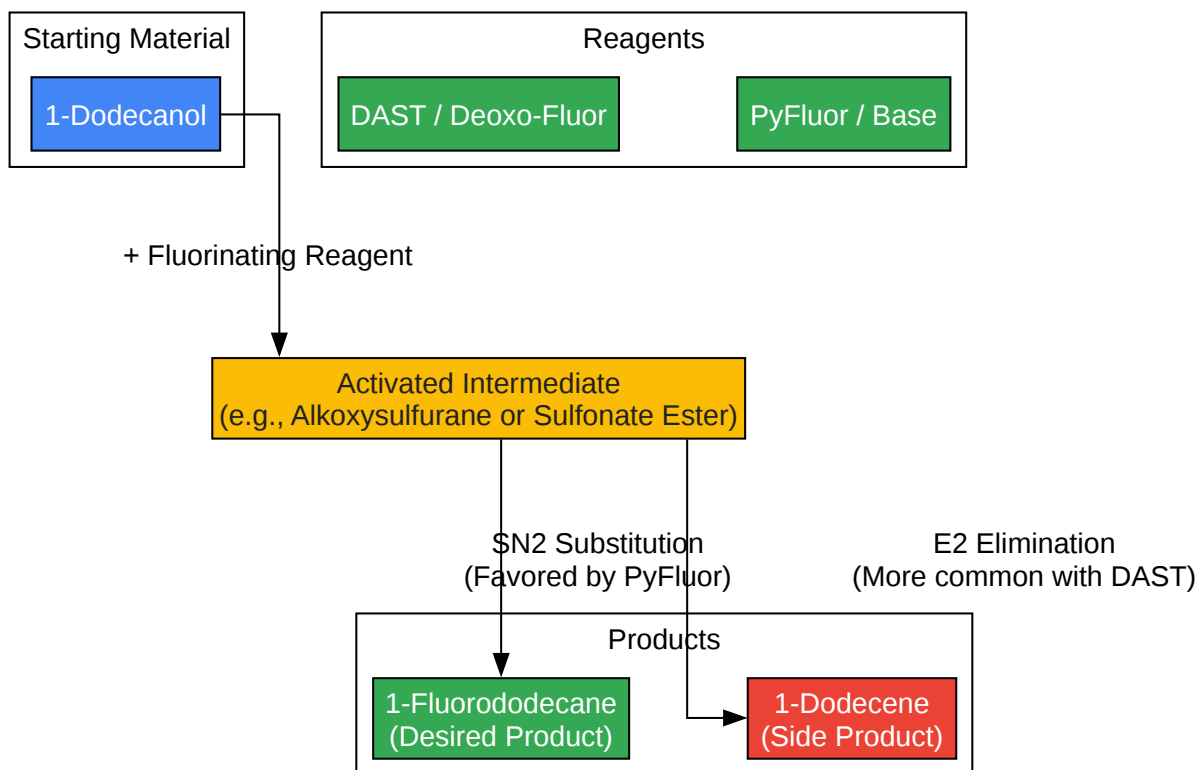 Starting Material
1-Dodecanol
Reagents
DAST / Deoxo-Fluor
PyFluor / Base
+ Fluorinating Reagent
Activated Intermediate
(e.g., Alkoxysulfurane or Sulfonate Ester)
SN2 Substitution
(Favored by PyFluor)
E2 Elimination
(More common with DAST)
Products
1-Fluorododecane
(Desired Product)
1-Dodecene
(Side Product)